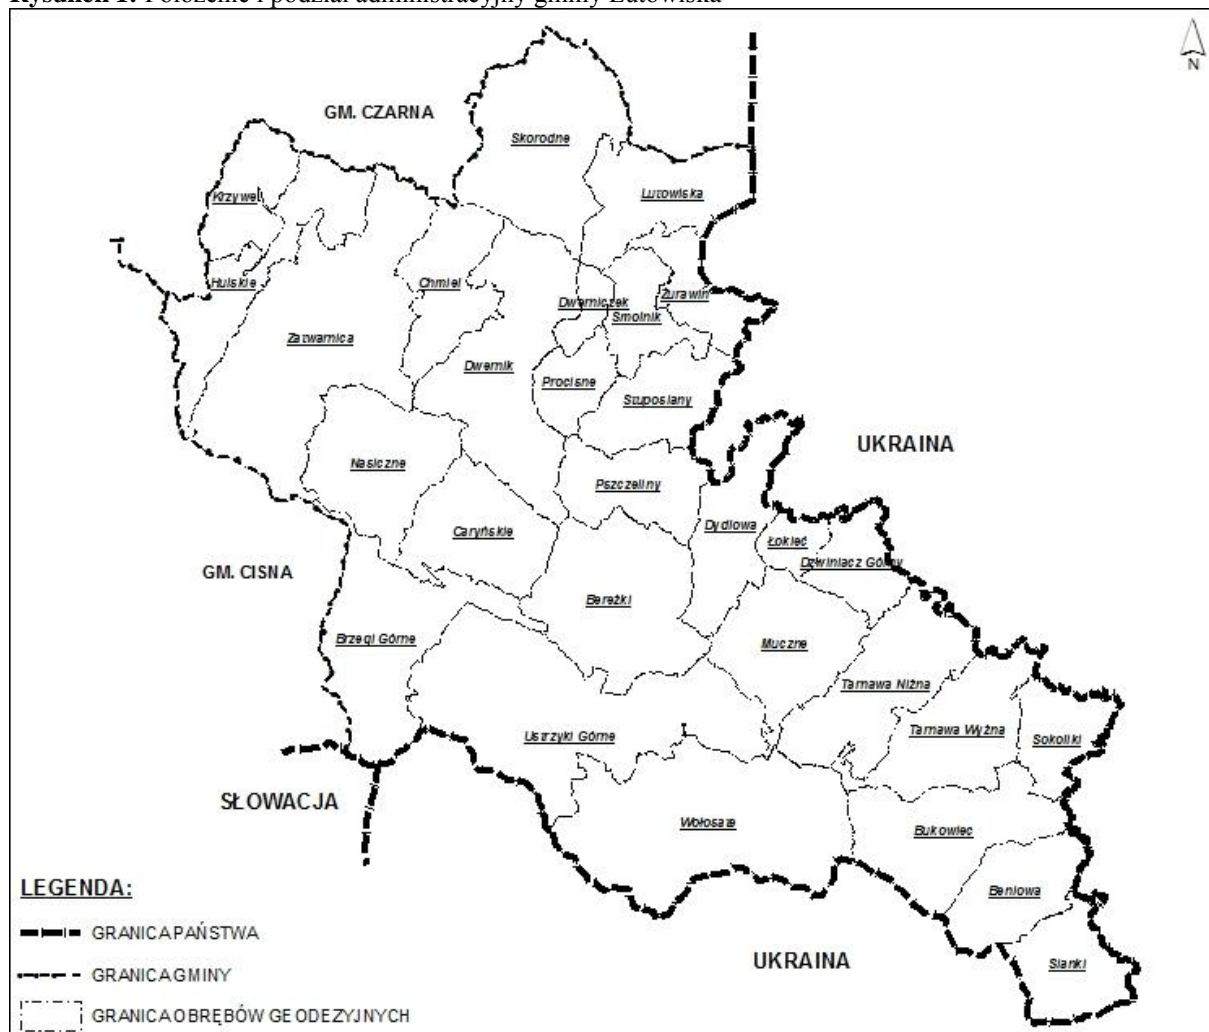 Rysunek 1. Położenie i podział administracyjny gminy Lutowiska
N
GM. CZARNA
Skorodne
Krzywe
Lutowiska
Hulskie
Chmiel
Żurawin
Dwerniczek
Smolnik
Zatwarnica
Dwernik
Procisne
Stuposiany
UKRAINA
Nasiczne
Pszczeliny
Caryńskie
Dydiowa
Łokieć
Dźwiniacz Górny
GM. CISNA
Bereżki
Brzegi Górne
Muczne
Tarnawa Niżna
Ustrzyki Górne
Tarnawa Wyżna
Sokoliki
SŁOWACJA
Wołosate
Bukowiec
Beniowa
UKRAINA
Sianki
LEGENDA:
GRANICA PAŃSTWA
GRANICA GMINY
GRANICA OBRĘBÓW GEODEZYJNYCH